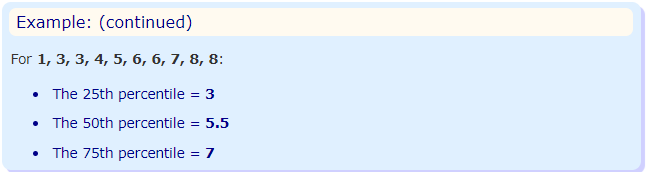 Example: (continued)
For 1, 3, 3, 4, 5, 6, 6, 7, 8, 8:
• The 25th percentile = 3
• The 50th percentile = 5.5
• The 75th percentile = 7